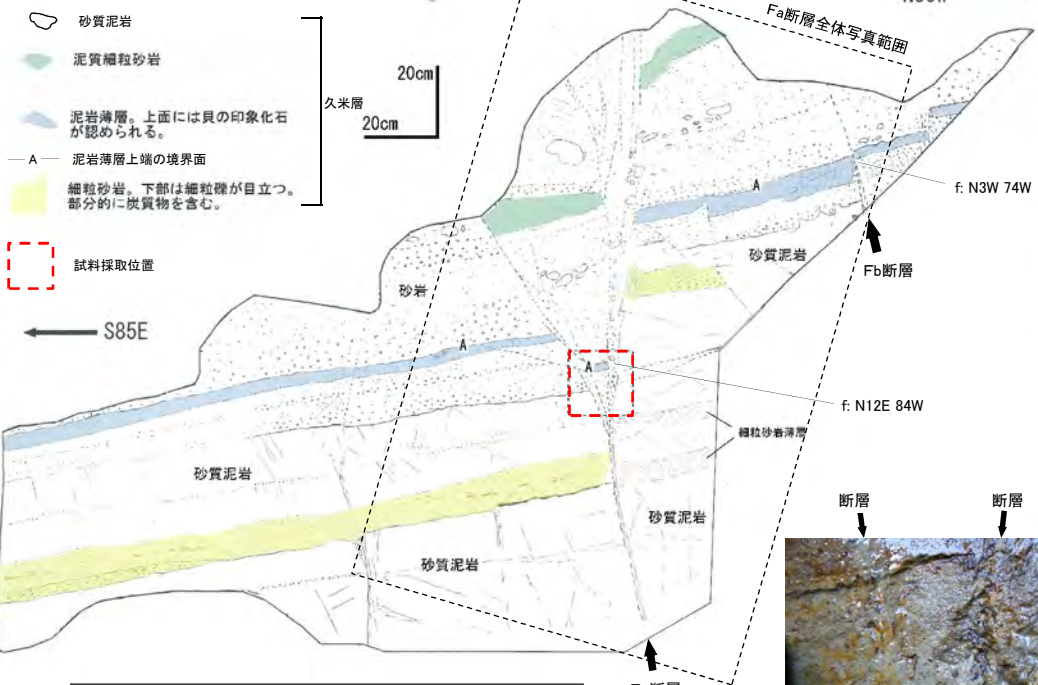 砂質泥岩
泥質細粒砂岩
泥岩薄層。上面には貝の印象化石
が認められる。
A 泥岩薄層上端の境界面
細粒砂岩。下部は細粒礫が目立つ。
部分的に炭質物を含む。
久米層
試料採取位置
20cm
20cm
Fa断層全体写真範囲
S85E
砂岩
A
A
A
f: N3W 74W
Fb断層
砂質泥岩
f: N12E 84W
細粒砂岩薄層
砂質泥岩
砂質泥岩
砂質泥岩
断層
断層